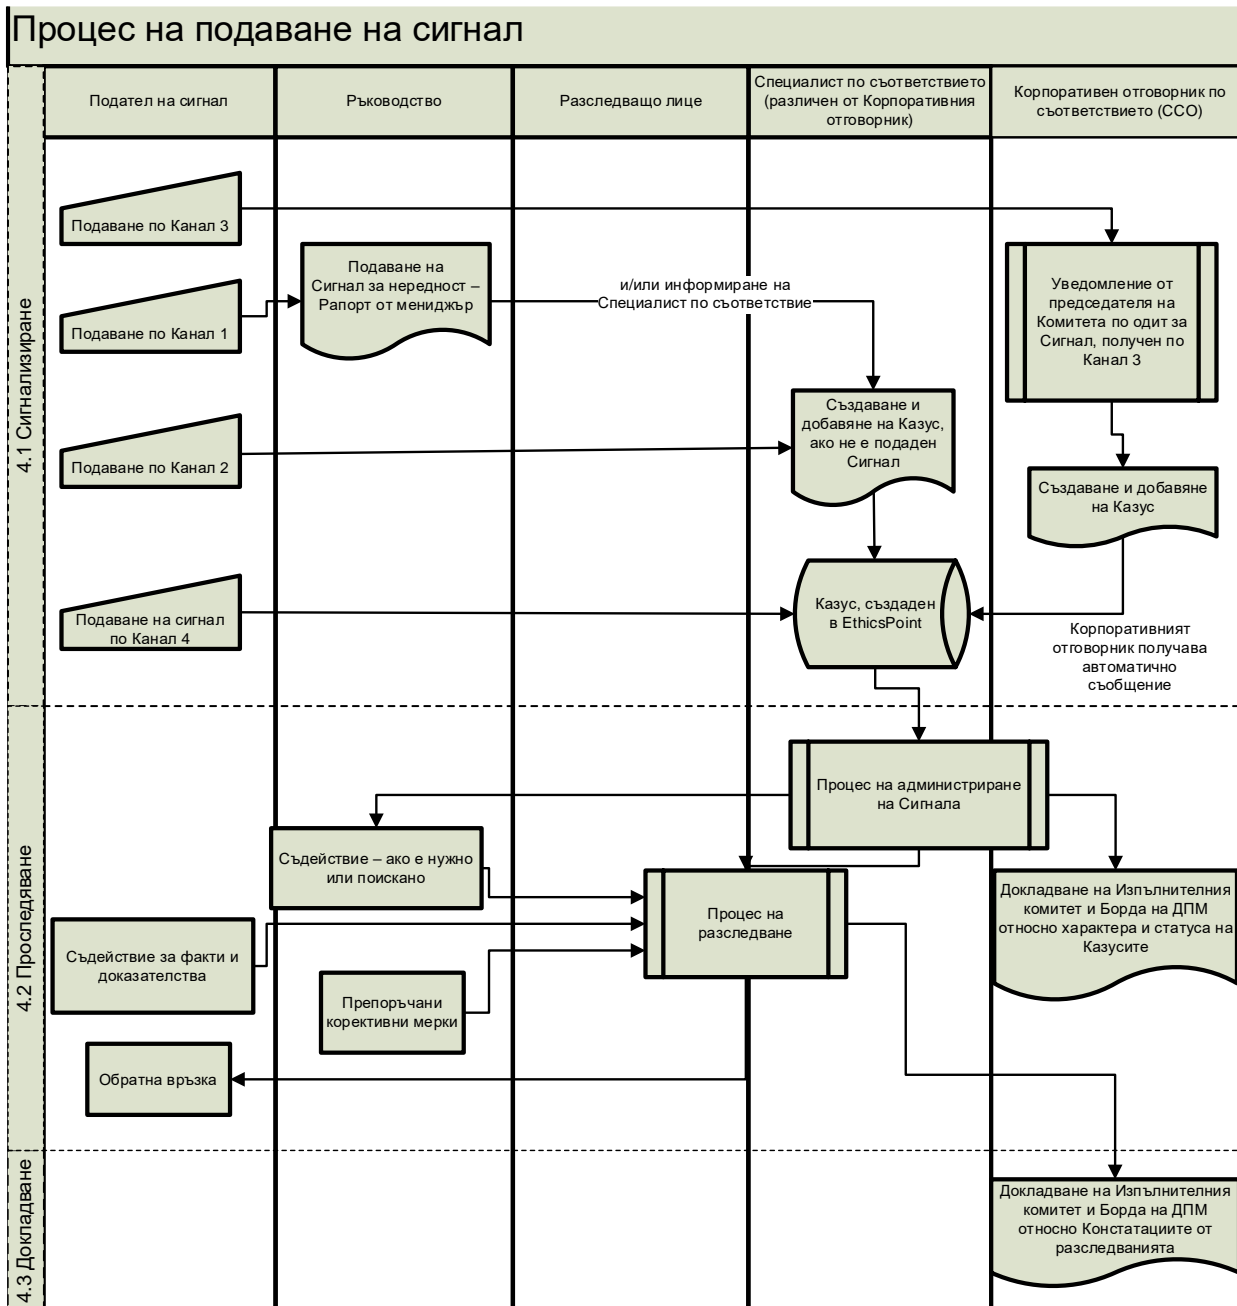 Процес на подаване на сигнал
Подател на сигнал
Ръководство
Разследващо лице
Специалист по съответствието
(различен от Корпоративния
отговорник)
Корпоративен отговорник по
съответствието (ССО)
4.1 Сигнализиране
Подаване по Канал 3
Подаване на
Сигнал за нередност –
Рапорт от мениджър
и/или информиране на
Специалист по съответствие
Уведомление от
председателя на
Комитета по одит за
Сигнал, получен по
Канал 3
Подаване по Канал 1
Създаване и
добавяне на Казус,
ако не е подаден
Сигнал
Подаване по Канал 2
Създаване и добавяне
на Казус
Подаване на сигнал
по Канал 4
Казус, създаден
в EthicsPoint
Корпоративният
отговорник получава
автоматично
съобщение
4.2 Проспедяване
Процес на администриране
на Сигнала
Съдействие – ако е нужно
или поискано
Процес на
разследване
Докладване на Изпълнителния
комитет и Борда на ДПМ
относно характера и статуса на
Казусите
Съдействие за факти и
доказателства
Препоръчани
корективни мерки
Обратна връзка
4.3 Докпадване
Докладване на Изпълнителния
комитет и Борда на ДПМ
относно Констатациите от
разследванията